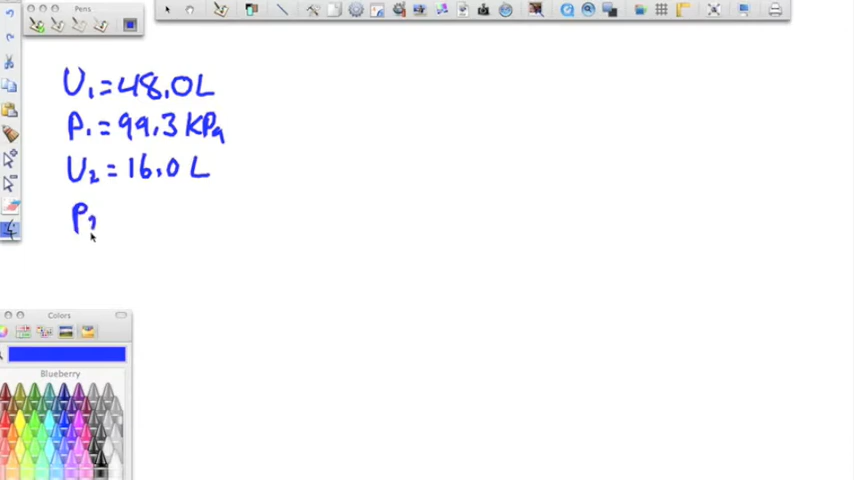 Pens
V₁ = 48.0 L
P₁ = 99.3 KPa
V₂ = 16.0 L
P₂
Colors
Blueberry